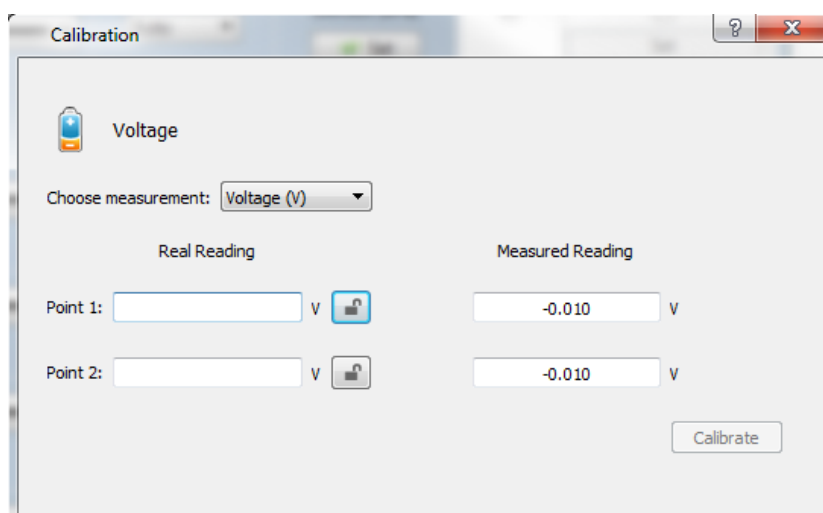 Calibration
Voltage
Choose measurement: Voltage (V)
Real Reading Measured Reading
Point 1: V -0.010 V
Point 2: V -0.010 V
Calibrate